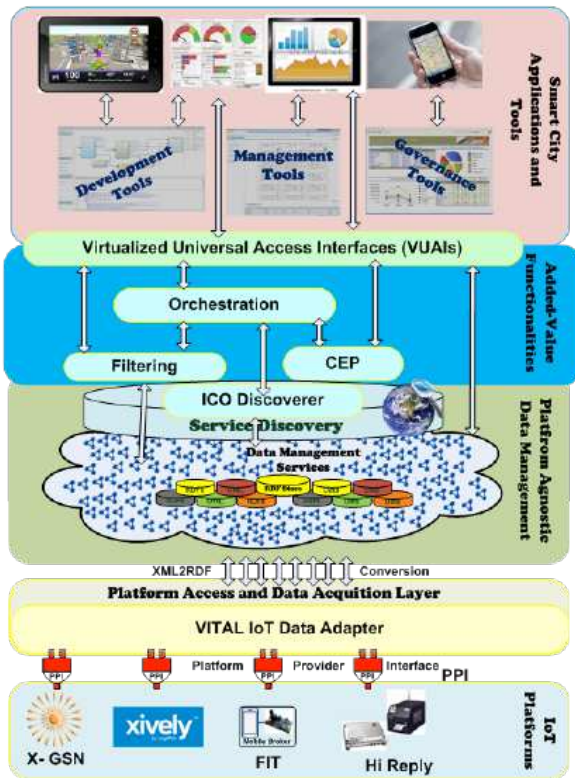 100
Smart City
Applications and
Tools
Development
Tools
Management
Tools
Governance
Tools
Virtualized Universal Access Interfaces (VUAIs)
Added-Value
Functionalities
Orchestration
Filtering
CEP
ICO Discoverer
Service Discovery
Platfrom Agnostic
Data Management
Data Management
Services
XML2RDF
Conversion
Platform Access and Data Acquition Layer
VITAL IoT Data Adapter
PPI
PPI
Platform
PPI
Provider
PPI
Interface
PPI
IoT
Platforms
X- GSN
xively
Mobile Broker
FIT
Hi Reply